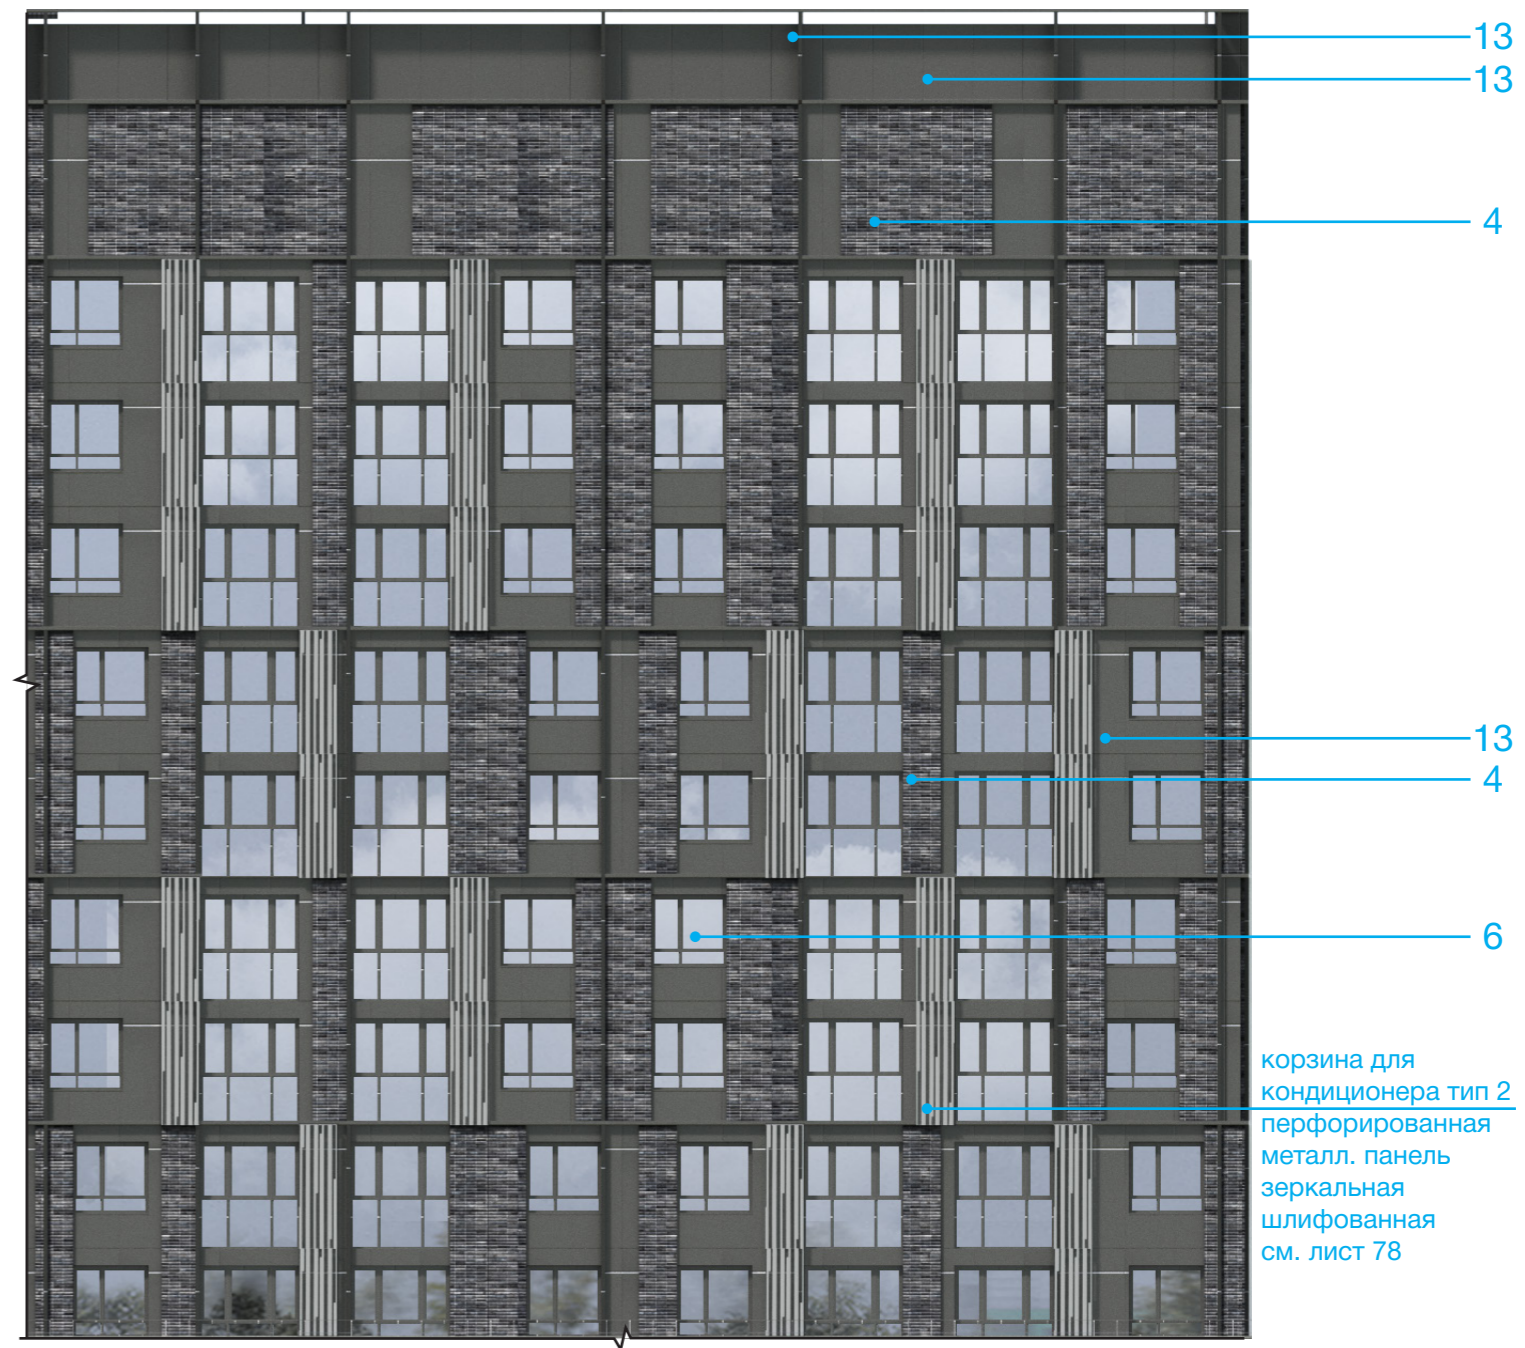 13
13
4
13
4
6
корзина для
кондиционера тип 2
перфорированная
металл. панель
зеркальная
шлифованная
см. лист 78